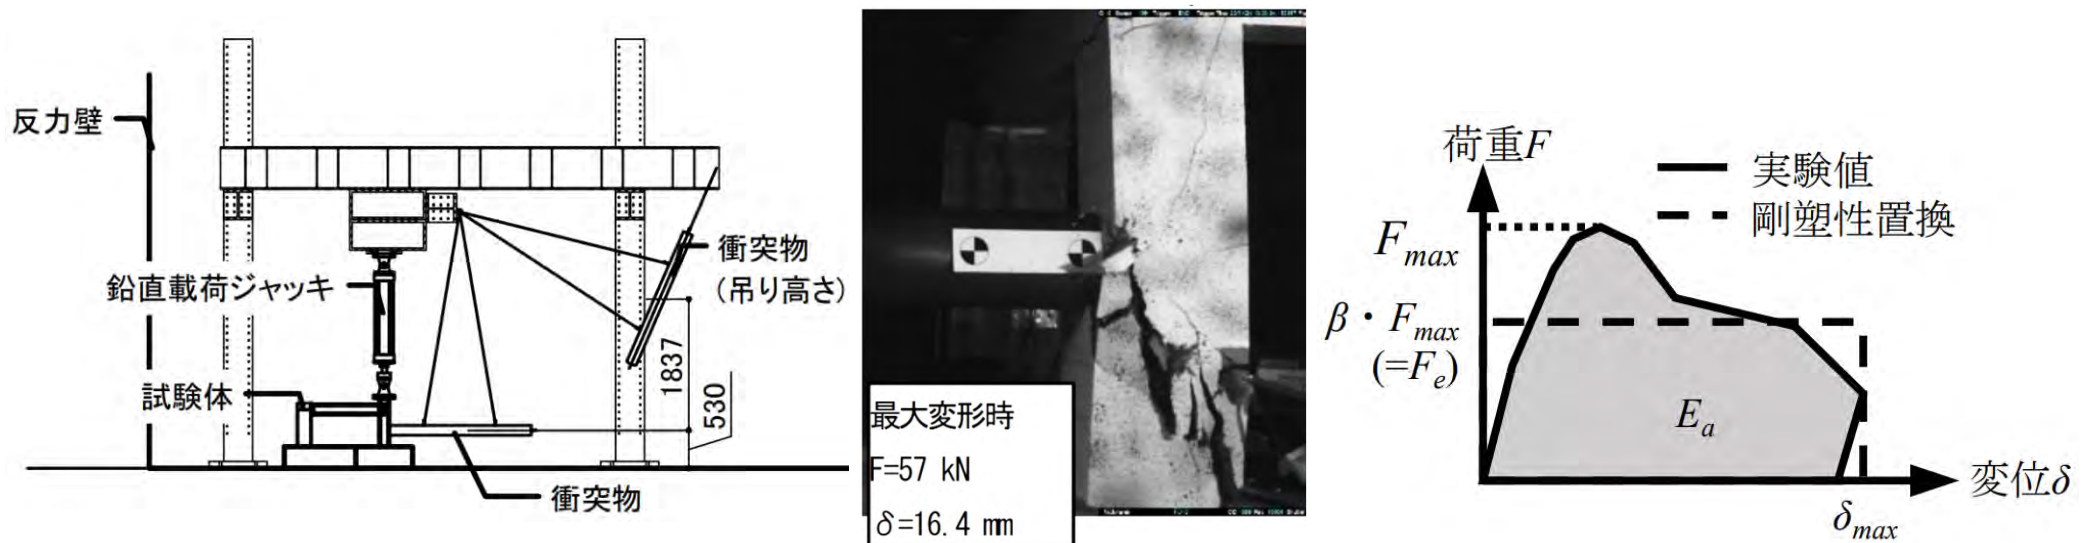 反力壁
鉛直載荷ジャッキ
試験体
衝突物
(吊り高さ)
1837
530
衝突物
最大変形時
F=57 kN
δ=16.4 mm
荷重F
実験値
剛塑性置換
Fmax
β・Fmax
(=Fe)
Ea
変位δ
δmax